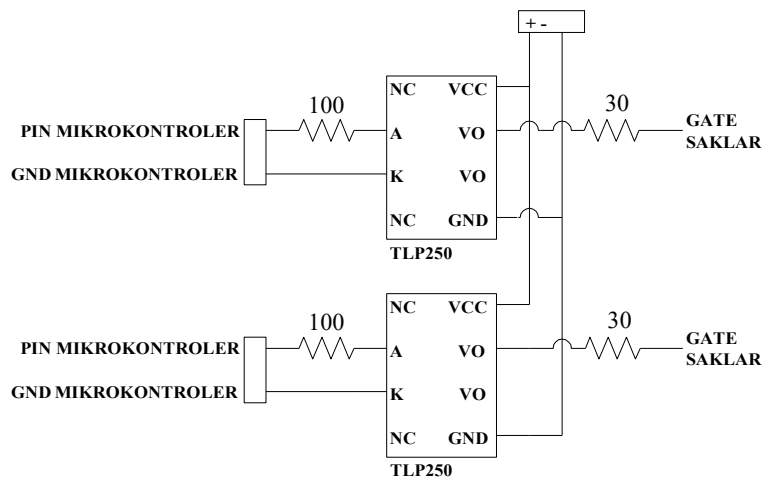 + -
100
30
NC VCC
PIN MIKROKONTROLER
A VO
GATE
SAKLAR
GND MIKROKONTROLER
K VO
NC GND
TLP250
100
30
NC VCC
PIN MIKROKONTROLER
A VO
GATE
SAKLAR
GND MIKROKONTROLER
K VO
NC GND
TLP250